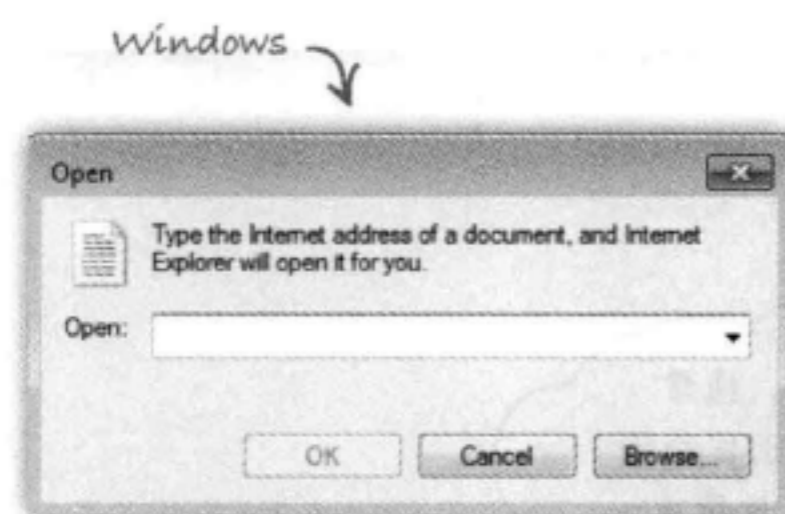 Windows
Open
Type the Internet address of a document, and Internet
Explorer will open it for you.
Open:
OK
Cancel
Browse...